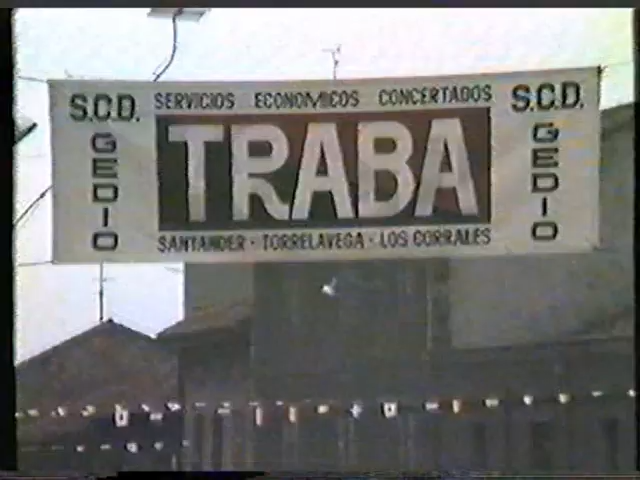 S.C.D. SERVICIOS ECONOMICOS CONCERTADOS S.C.D.
GEDIO TRABA GEDIO
SANTANDER · TORRELAVEGA · LOS CORRALES